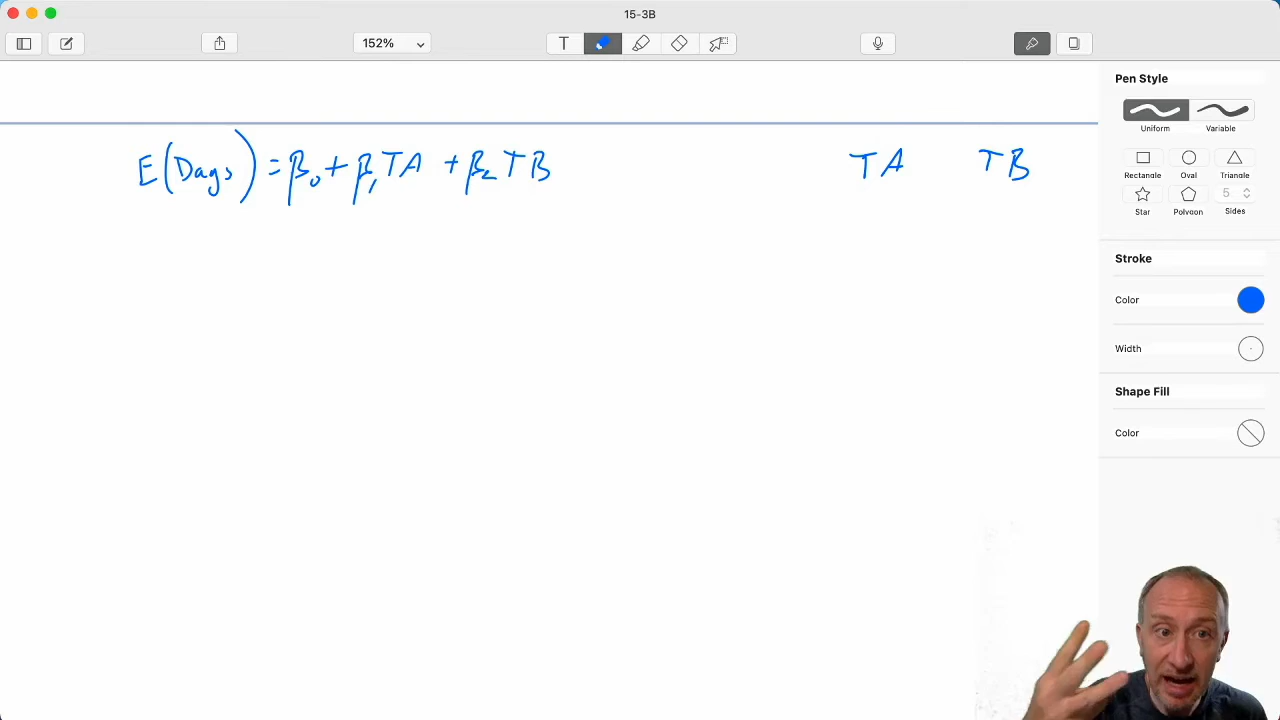 15-3B
152%
T
Pen Style
Uniform Variable
Rectangle Oval Triangle
5
Star Polygon Sides
Stroke
Color
Width
Shape Fill
Color
E(Days) = β₀ + β₁TA + β₂TB
TA TB